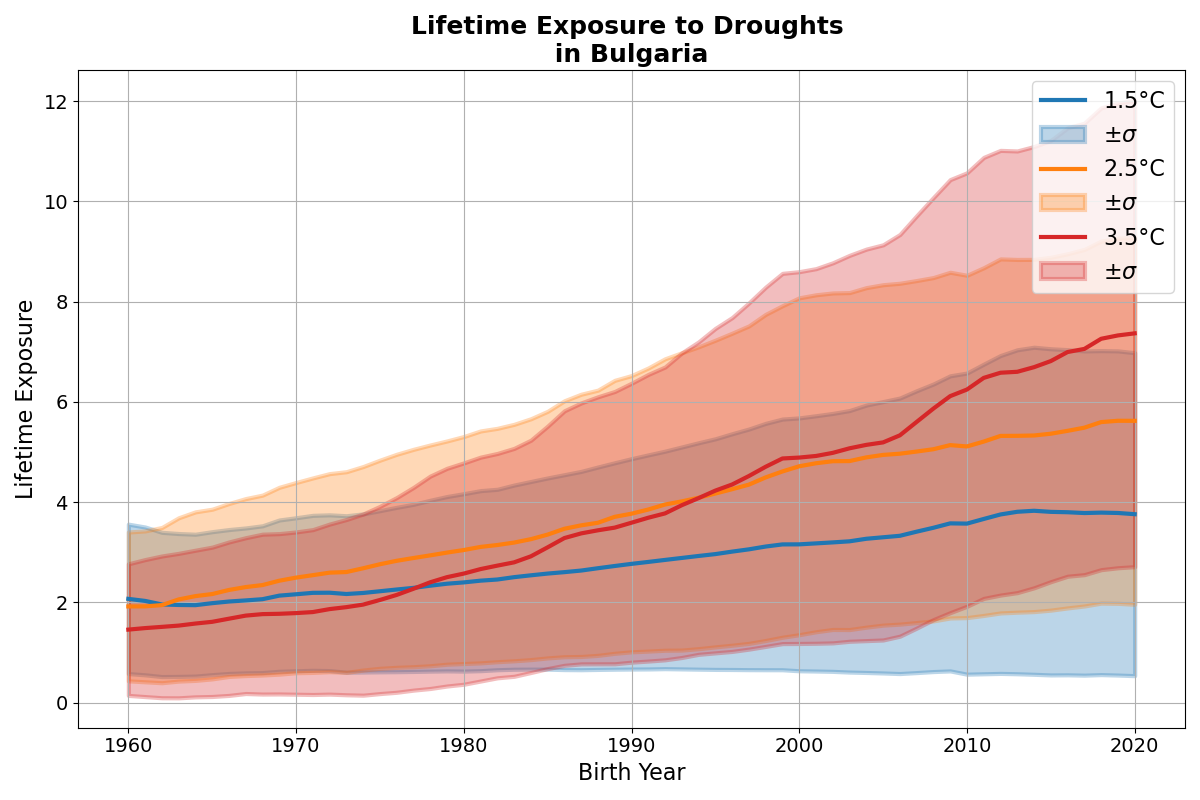 Lifetime Exposure to Droughts
in Bulgaria
12
10
8
6
4
2
0
Lifetime Exposure
1.5°C
±σ
2.5°C
±σ
3.5°C
±σ
1960 1970 1980 1990 2000 2010 2020
Birth Year